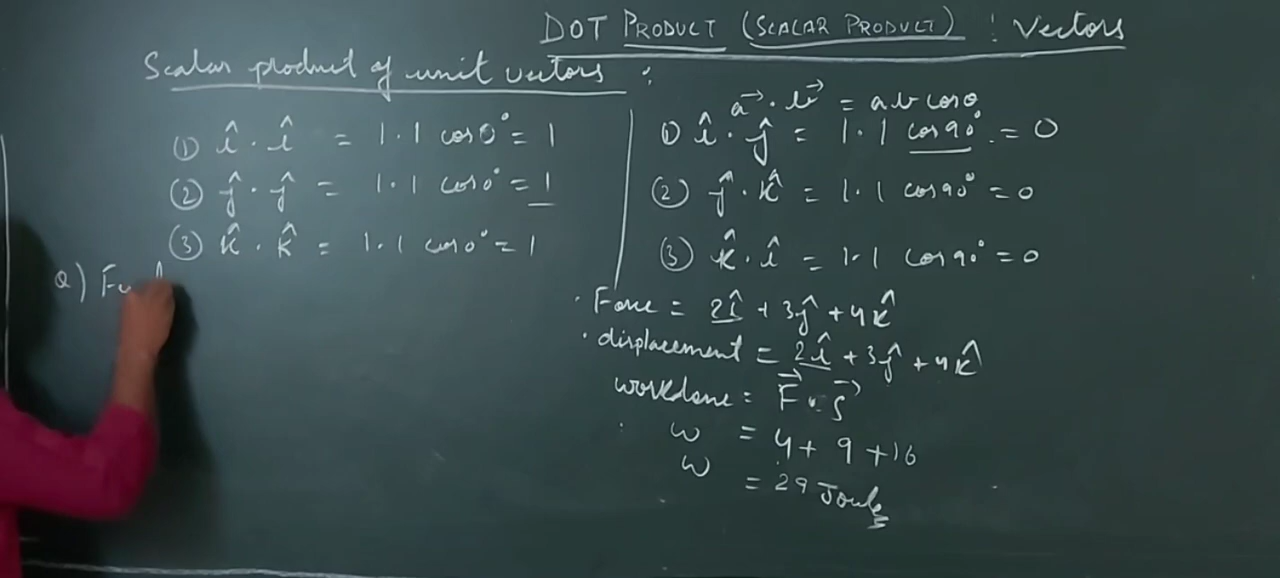 DOT PRODUCT (SCALAR PRODUCT) : Vectors
Scalar product of unit vectors :
① î . î = 1.1 cos0° = 1
② ĵ . ĵ = 1.1 cos0° = 1
③ k̂ . k̂ = 1.1 cos0° = 1
Q)
a⃗ . b⃗ = ab cosθ
① î . ĵ = 1.1 cos90° = 0
② ĵ . k̂ = 1.1 cos90° = 0
③ k̂ . î = 1.1 cos90° = 0
. Force = 2î + 3ĵ + 4k̂
. displacement = 2î + 3ĵ + 4k̂
workdone = F⃗ . S⃗
. W = 4 + 9 + 16
W = 29 Joules